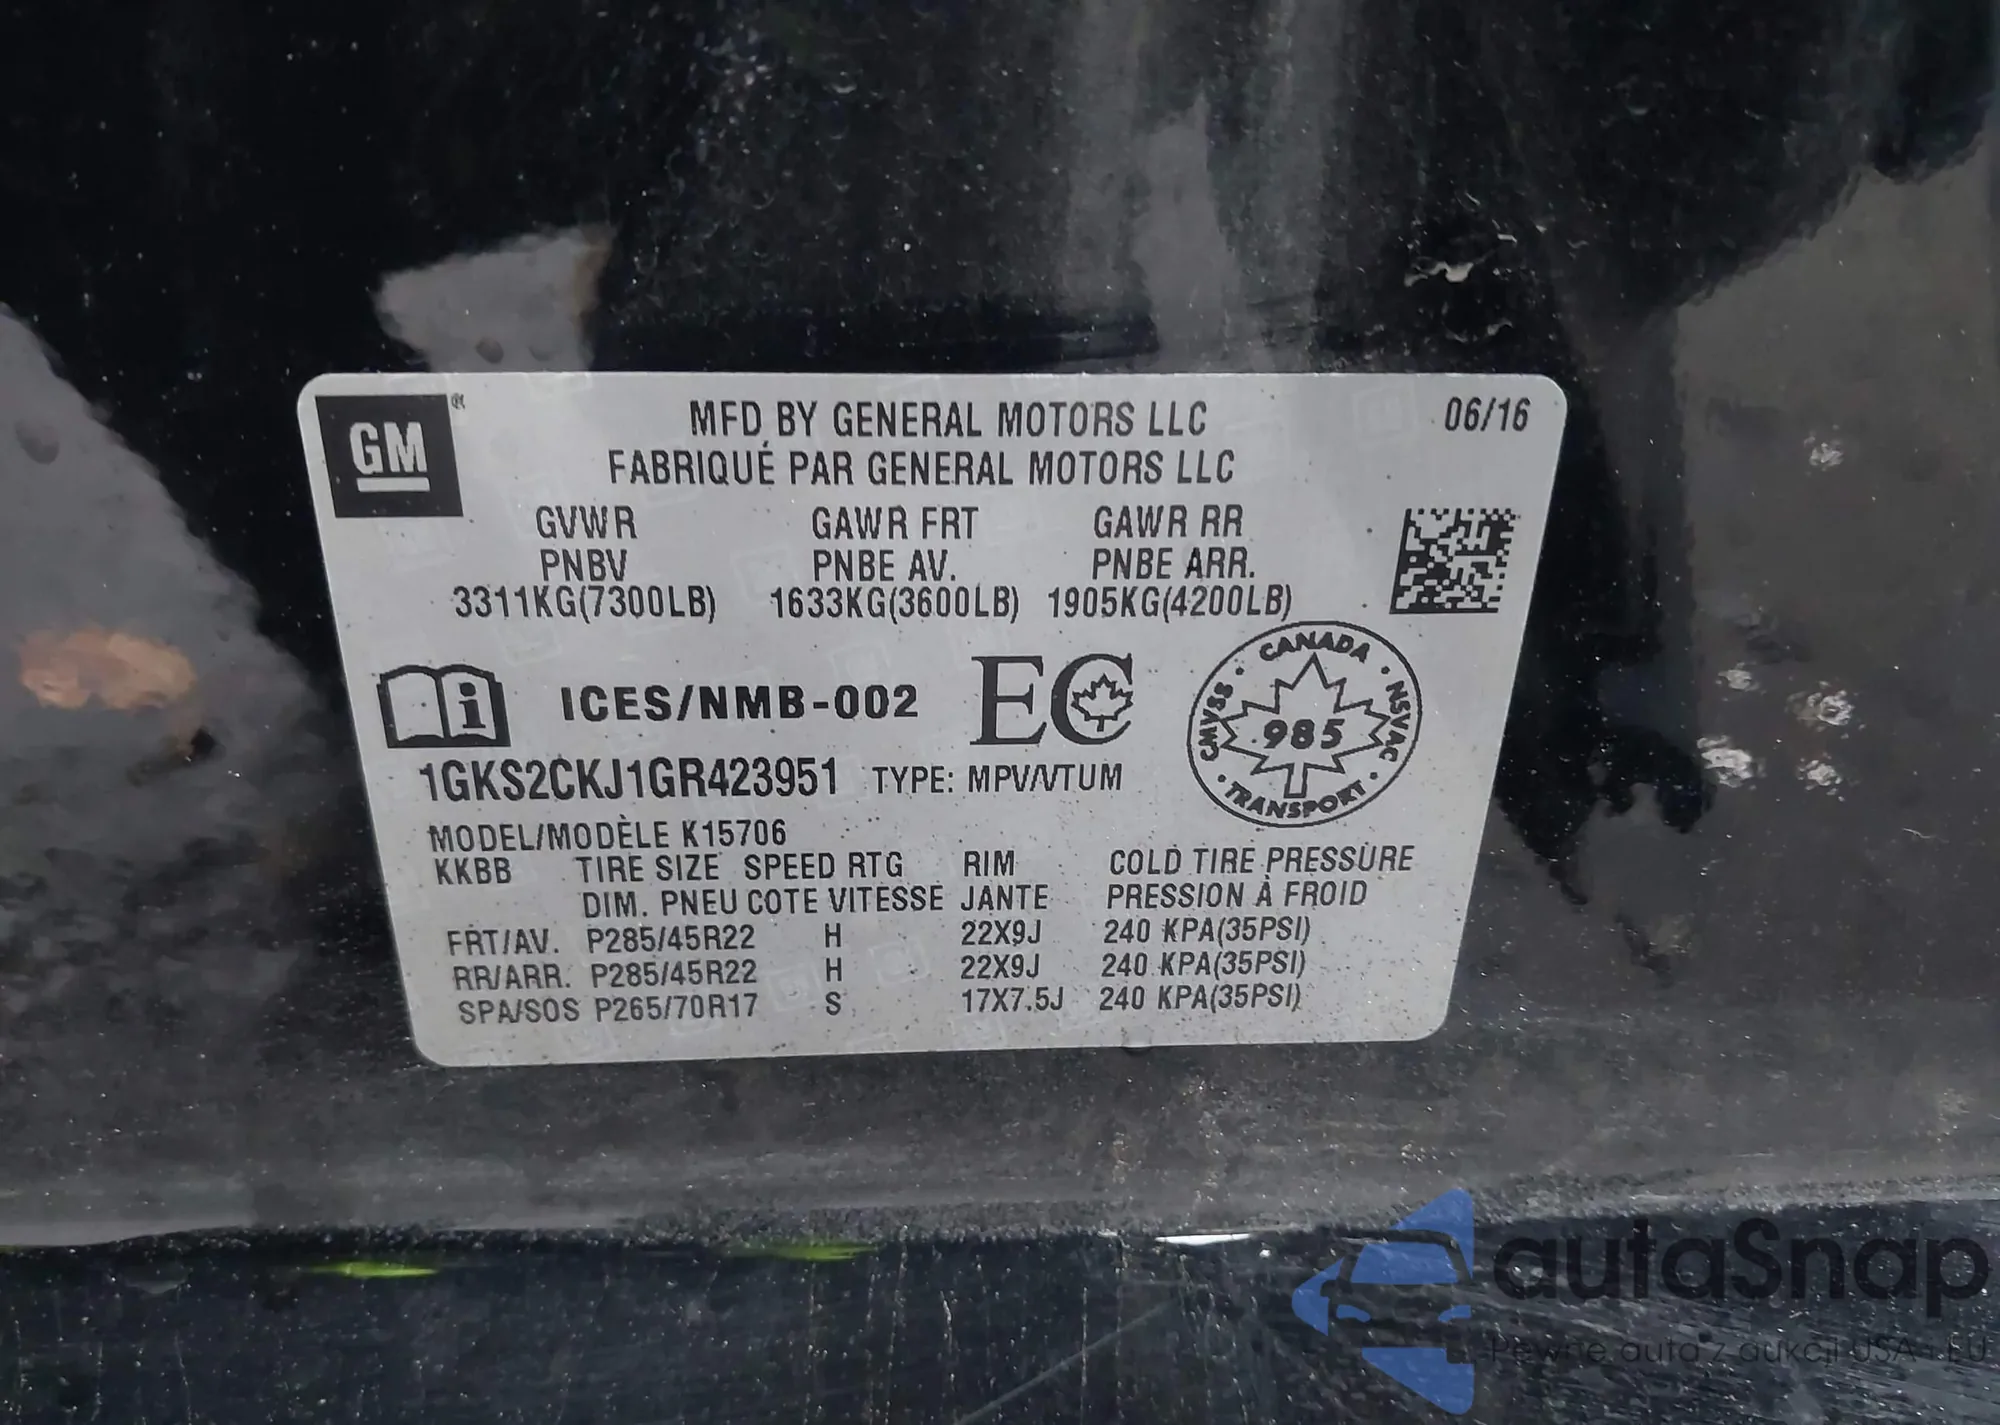 GM
MFD BY GENERAL MOTORS LLC 06/16
FABRIQUÉ PAR GENERAL MOTORS LLC
GVWR GAWR FRT GAWR RR
PNBV PNBE AV. PNBE ARR.
3311KG(7300LB) 1633KG(3600LB) 1905KG(4200LB)
ICES/NMB-002 EC
CANADA
CMVSS 985 NSVAC
TRANSPORT
1GKS2CKJ1GR423951 TYPE: MPV/VTUM
MODEL/MODÈLE K15706
KKBB TIRE SIZE SPEED RTG RIM COLD TIRE PRESSURE
DIM. PNEU COTE VITESSE JANTE PRESSION À FROID
FRT/AV. P285/45R22 H 22X9J 240 KPA(35PSI)
RR/ARR. P285/45R22 H 22X9J 240 KPA(35PSI)
SPA/SOS P265/70R17 S 17X7.5J 240 KPA(35PSI)
autaSnap
Pewne auta z aukcji USA i EU